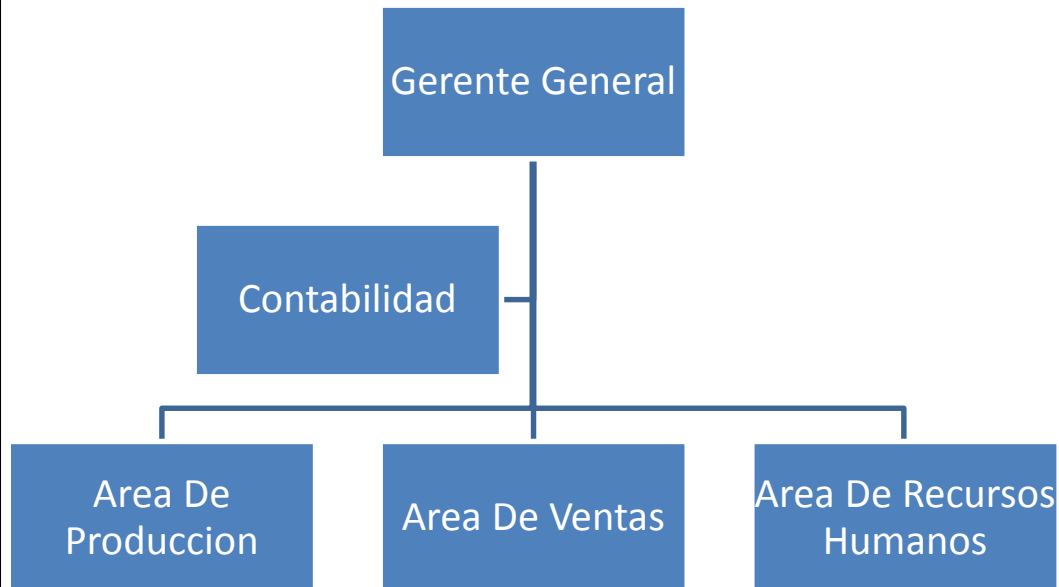 Gerente General
Contabilidad
Area De
Produccion
Area De Ventas
Area De Recursos
Humanos